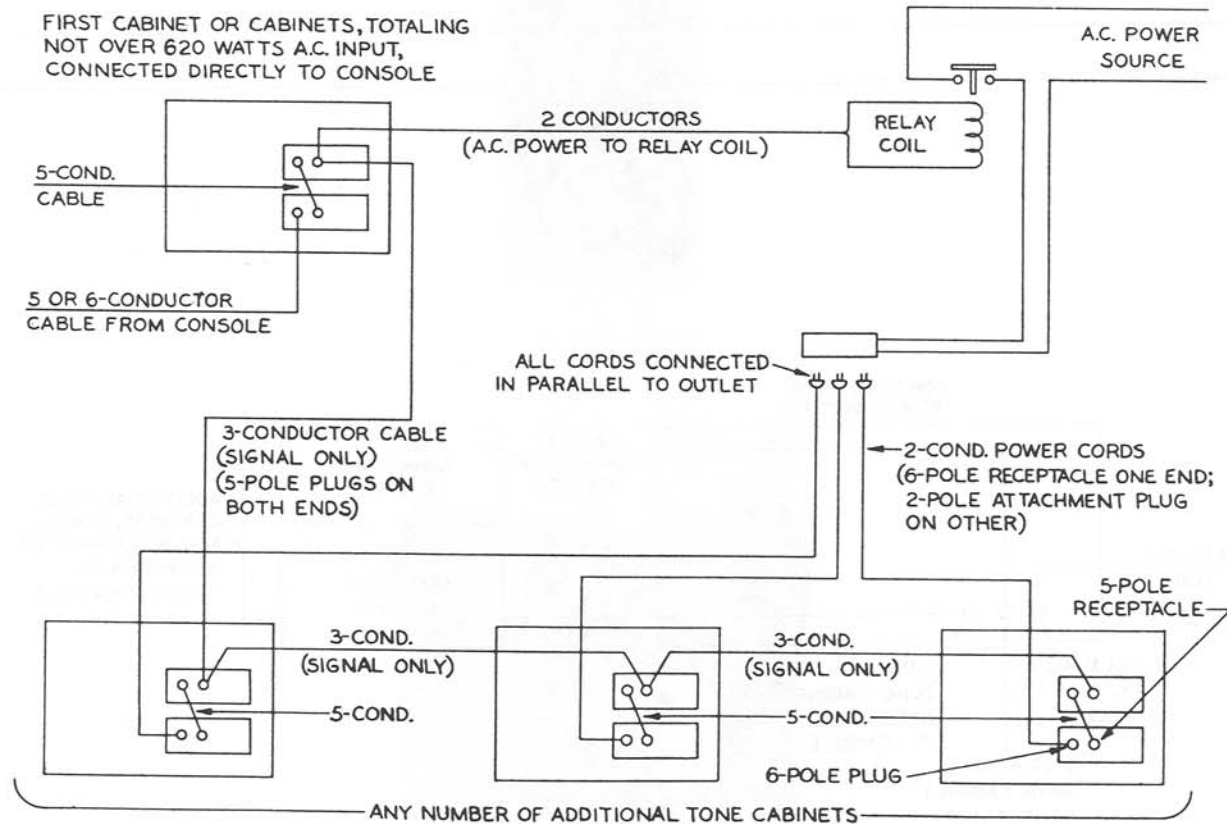 FIRST CABINET OR CABINETS, TOTALING
NOT OVER 620 WATTS A.C. INPUT,
CONNECTED DIRECTLY TO CONSOLE
A.C. POWER
SOURCE
2 CONDUCTORS
(A.C. POWER TO RELAY COIL)
RELAY
COIL
5-COND.
CABLE
5 OR 6-CONDUCTOR
CABLE FROM CONSOLE
ALL CORDS CONNECTED
IN PARALLEL TO OUTLET
3-CONDUCTOR CABLE
(SIGNAL ONLY)
(5-POLE PLUGS ON
BOTH ENDS)
2-COND. POWER CORDS
(6-POLE RECEPTACLE ONE END;
2-POLE ATTACHMENT PLUG
ON OTHER)
5-POLE
RECEPTACLE
3-COND.
(SIGNAL ONLY)
3-COND.
(SIGNAL ONLY)
5-COND.
5-COND.
6-POLE PLUG
ANY NUMBER OF ADDITIONAL TONE CABINETS